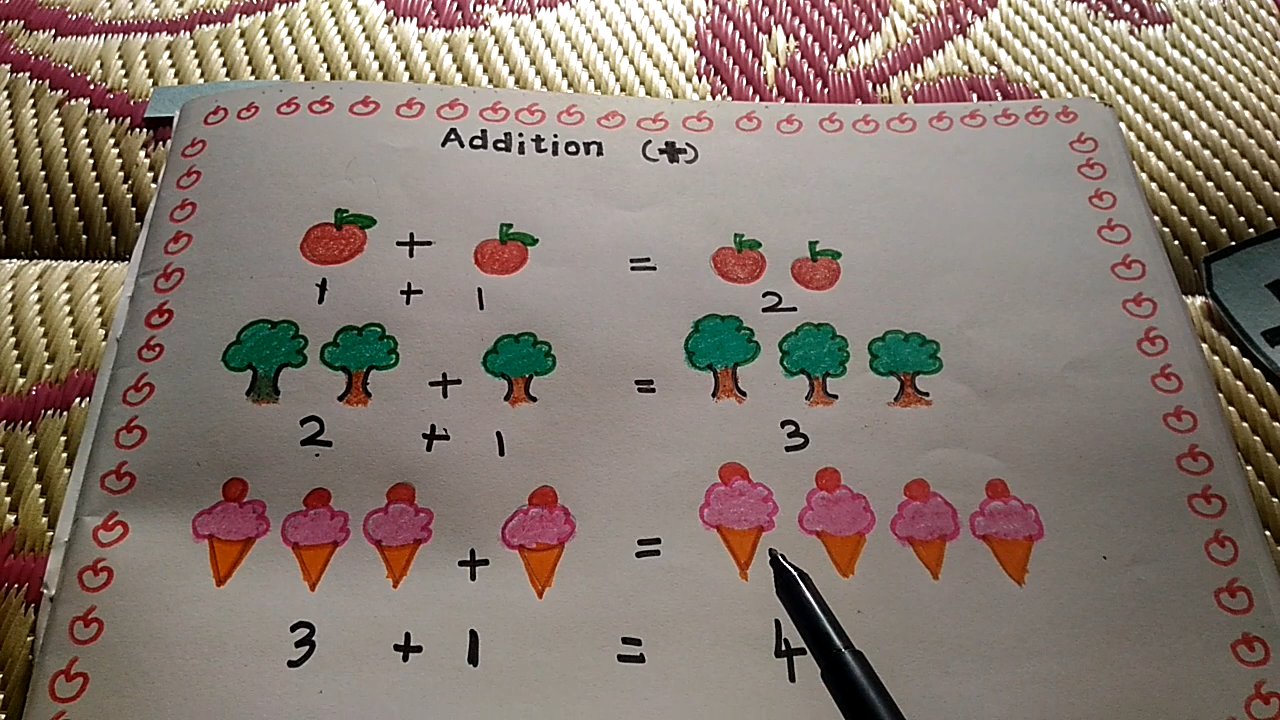 Addition (+)
+ =
1 + 1 2
+ =
2 + 1 3
+ =
3 + 1 = 4